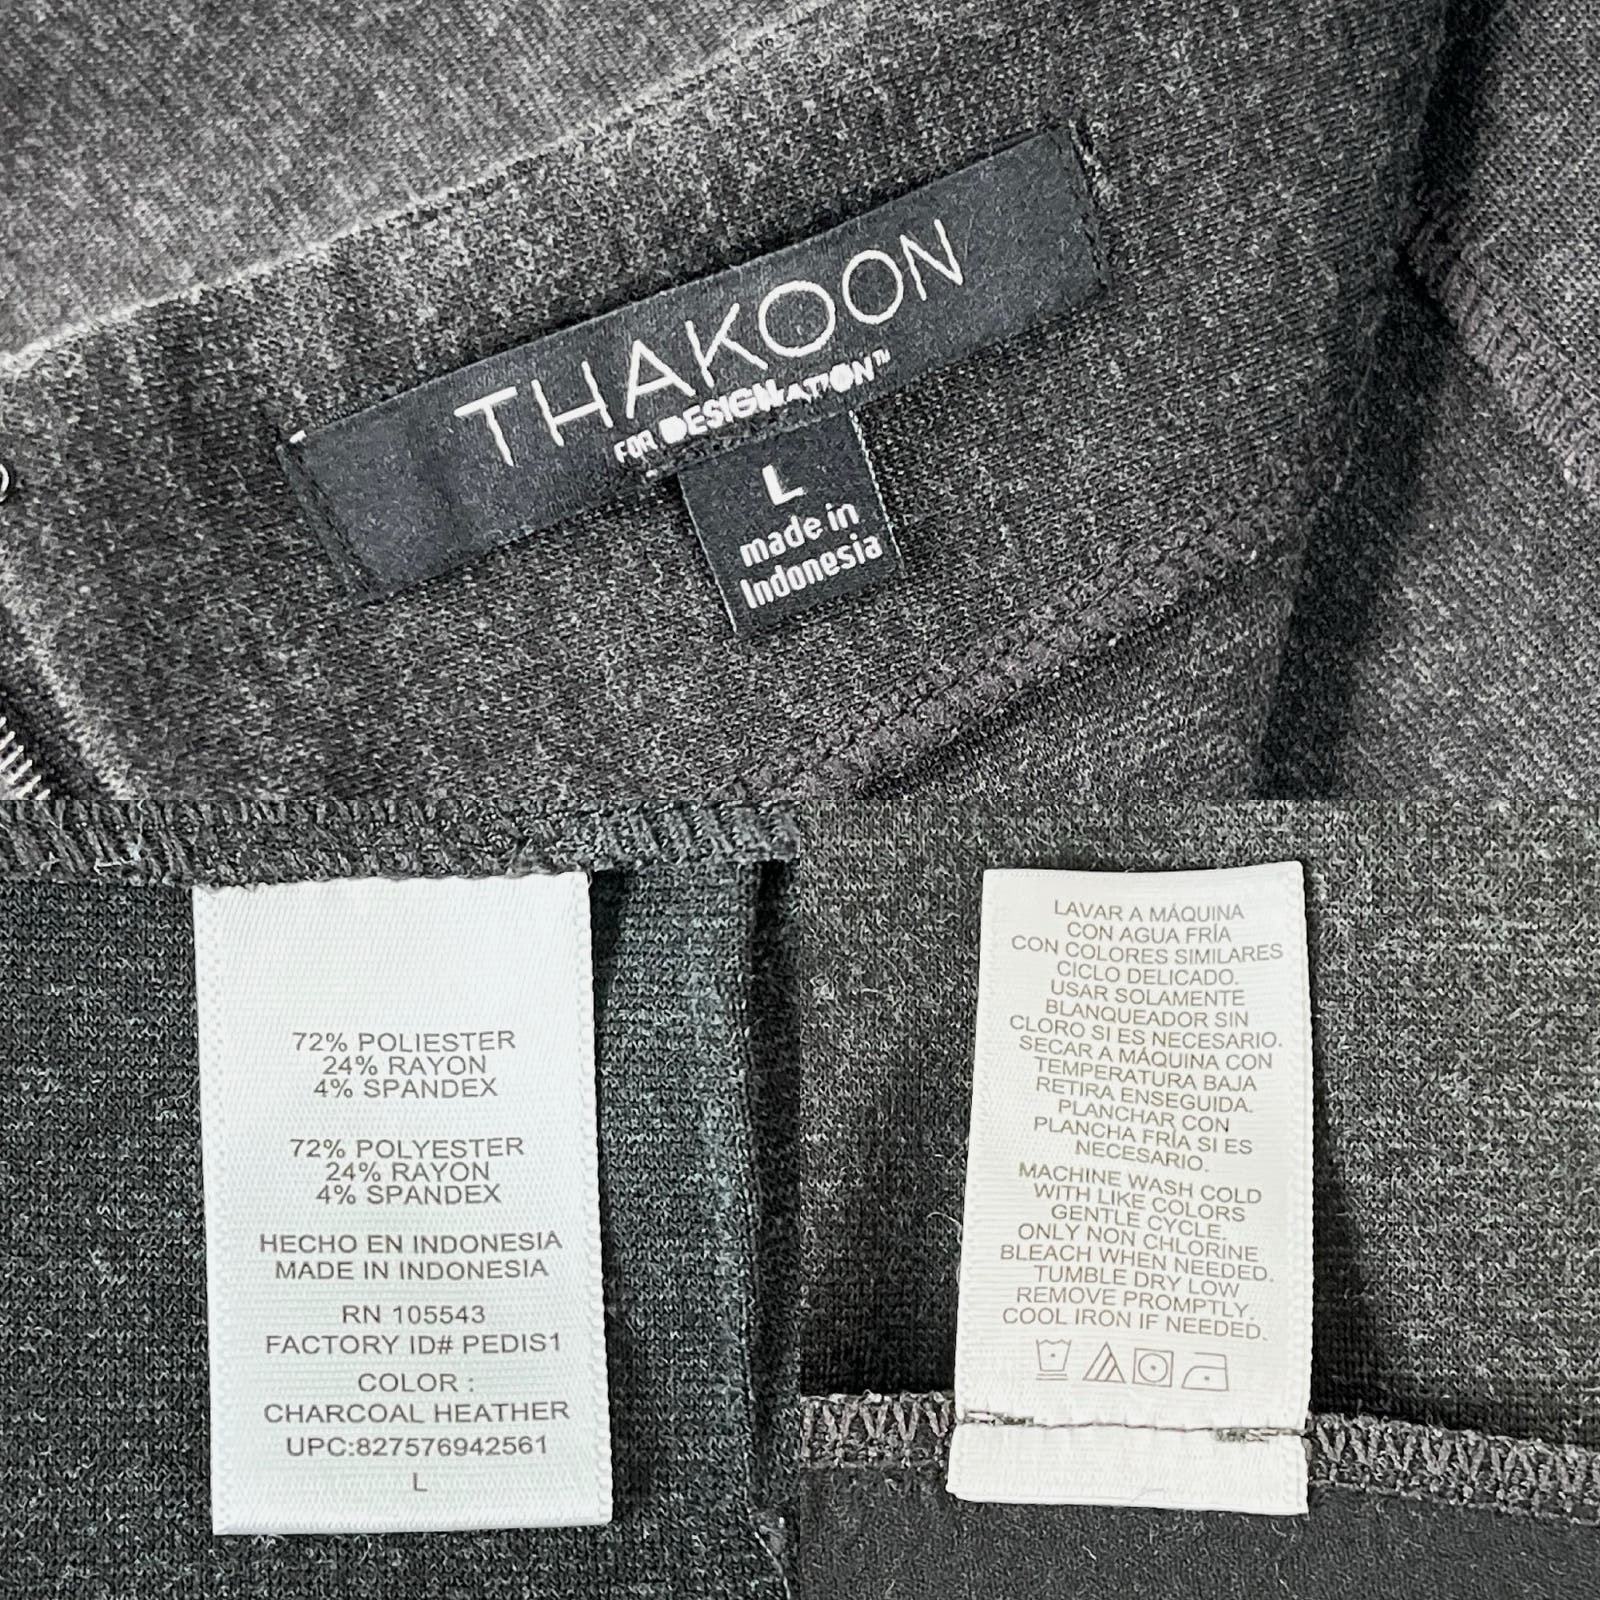 THAKOON
FOR DESIGNATION™
L
made in
Indonesia
72% POLIESTER
24% RAYON
4% SPANDEX
72% POLYESTER
24% RAYON
4% SPANDEX
HECHO EN INDONESIA
MADE IN INDONESIA
RN 105543
FACTORY ID# PEDIS1
COLOR :
CHARCOAL HEATHER
UPC:827576942561
L
LAVAR A MÁQUINA
CON AGUA FRÍA
CON COLORES SIMILARES
CICLO DELICADO.
USAR SOLAMENTE
BLANQUEADOR SIN
CLORO SI ES NECESARIO.
SECAR A MÁQUINA CON
TEMPERATURA BAJA
RETIRA ENSEGUIDA.
PLANCHAR CON
PLANCHA FRÍA SI ES
NECESARIO.
MACHINE WASH COLD
WITH LIKE COLORS
GENTLE CYCLE.
ONLY NON CHLORINE
BLEACH WHEN NEEDED.
TUMBLE DRY LOW
REMOVE PROMPTLY.
COOL IRON IF NEEDED.